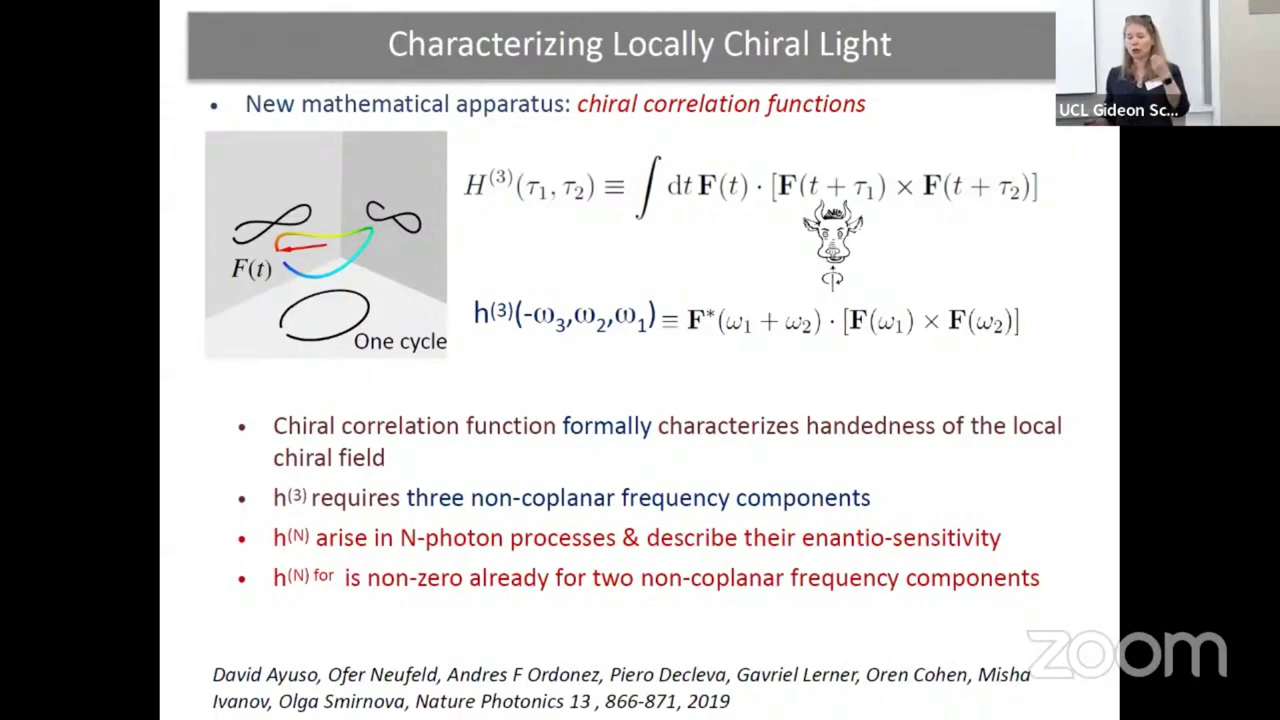 Characterizing Locally Chiral Light
UCL Gideon Sc...
• New mathematical apparatus: chiral correlation functions
H⁽³⁾(τ₁, τ₂) ≡ ∫ dt F(t) · [F(t + τ₁) × F(t + τ₂)]
F(t)
One cycle
h⁽³⁾(-ω₃,ω₂,ω₁) ≡ F*(ω₁ + ω₂) · [F(ω₁) × F(ω₂)]
• Chiral correlation function formally characterizes handedness of the local
chiral field
• h⁽³⁾ requires three non-coplanar frequency components
• h⁽ᴺ⁾ arise in N-photon processes & describe their enantio-sensitivity
• h⁽ᴺ⁾ ᶠᵒʳ is non-zero already for two non-coplanar frequency components
zoom
David Ayuso, Ofer Neufeld, Andres F Ordonez, Piero Decleva, Gavriel Lerner, Oren Cohen, Misha
Ivanov, Olga Smirnova, Nature Photonics 13 , 866-871, 2019